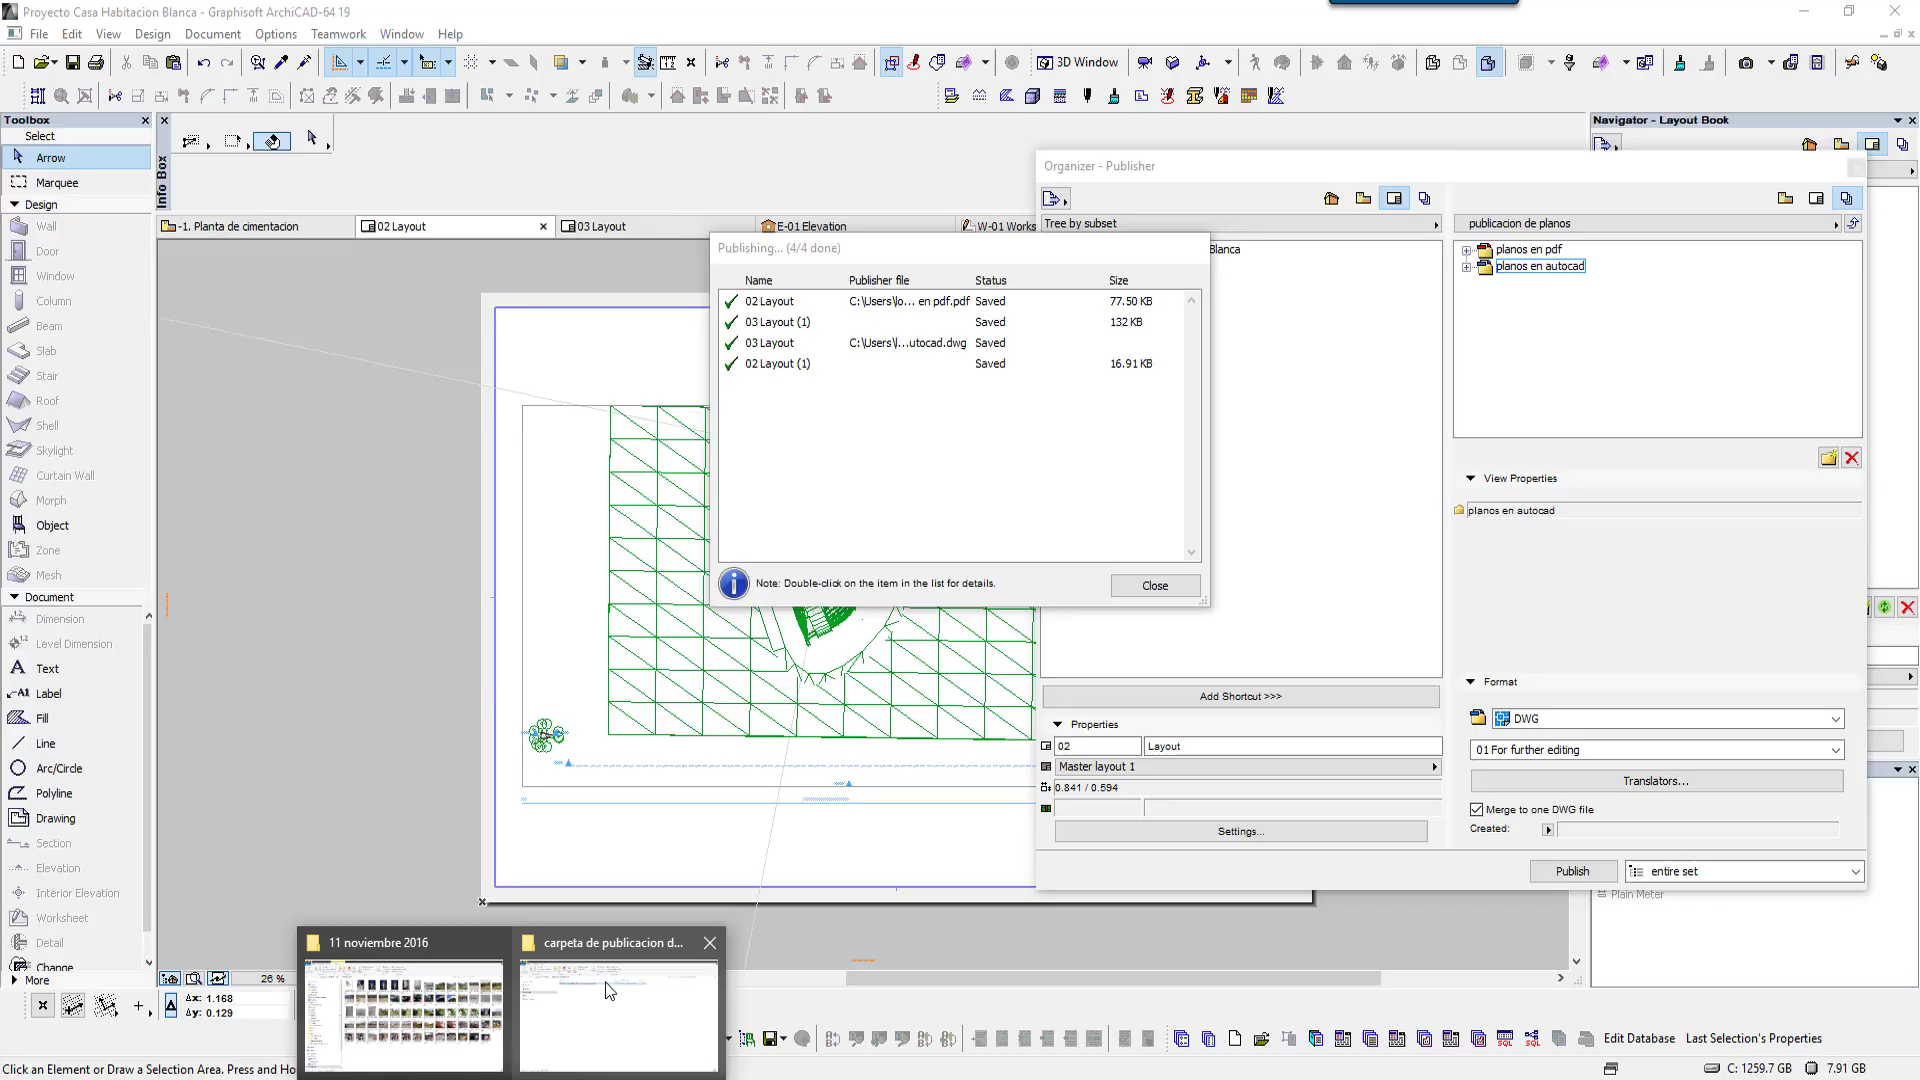 Proyecto Casa Habitacion Blanca - Graphisoft ArchiCAD-64 19
File Edit View Design Document Options Teamwork Window Help
3D Window
Toolbox
Select
Arrow
Marquee
Design
Wall
Door
Window
Column
Beam
Slab
Stair
Roof
Shell
Skylight
Curtain Wall
Morph
Object
Zone
Mesh
Document
Dimension
Level Dimension
Text
Label
Fill
Line
Arc/Circle
Polyline
Drawing
Section
Elevation
Interior Elevation
Worksheet
Detail
Change
More
Info Box
-1. Planta de cimentacion
02 Layout
03 Layout
E-01 Elevation
W-01 Works
Publishing... (4/4 done)
Name Publisher file Status Size
02 Layout C:\Users\lo... en pdf.pdf Saved 77.50 KB
03 Layout (1) Saved 132 KB
03 Layout C:\Users\l...utocad.dwg Saved
02 Layout (1) Saved 16.91 KB
Note: Double-click on the item in the list for details.
Close
Organizer - Publisher
Tree by subset
Blanca
Add Shortcut >>>
Properties
02 Layout
Master layout 1
0.841 / 0.594
Settings...
publicacion de planos
planos en pdf
planos en autocad
View Properties
planos en autocad
Format
DWG
01 For further editing
Translators...
Merge to one DWG file
Created:
Publish
entire set
Navigator - Layout Book
Plain Meter
26 %
Δx: 1.168
Δy: 0.129
11 noviembre 2016
carpeta de publicacion d...
Edit Database Last Selection's Properties
Click an Element or Draw a Selection Area. Press and Ho
C: 1259.7 GB 7.91 GB